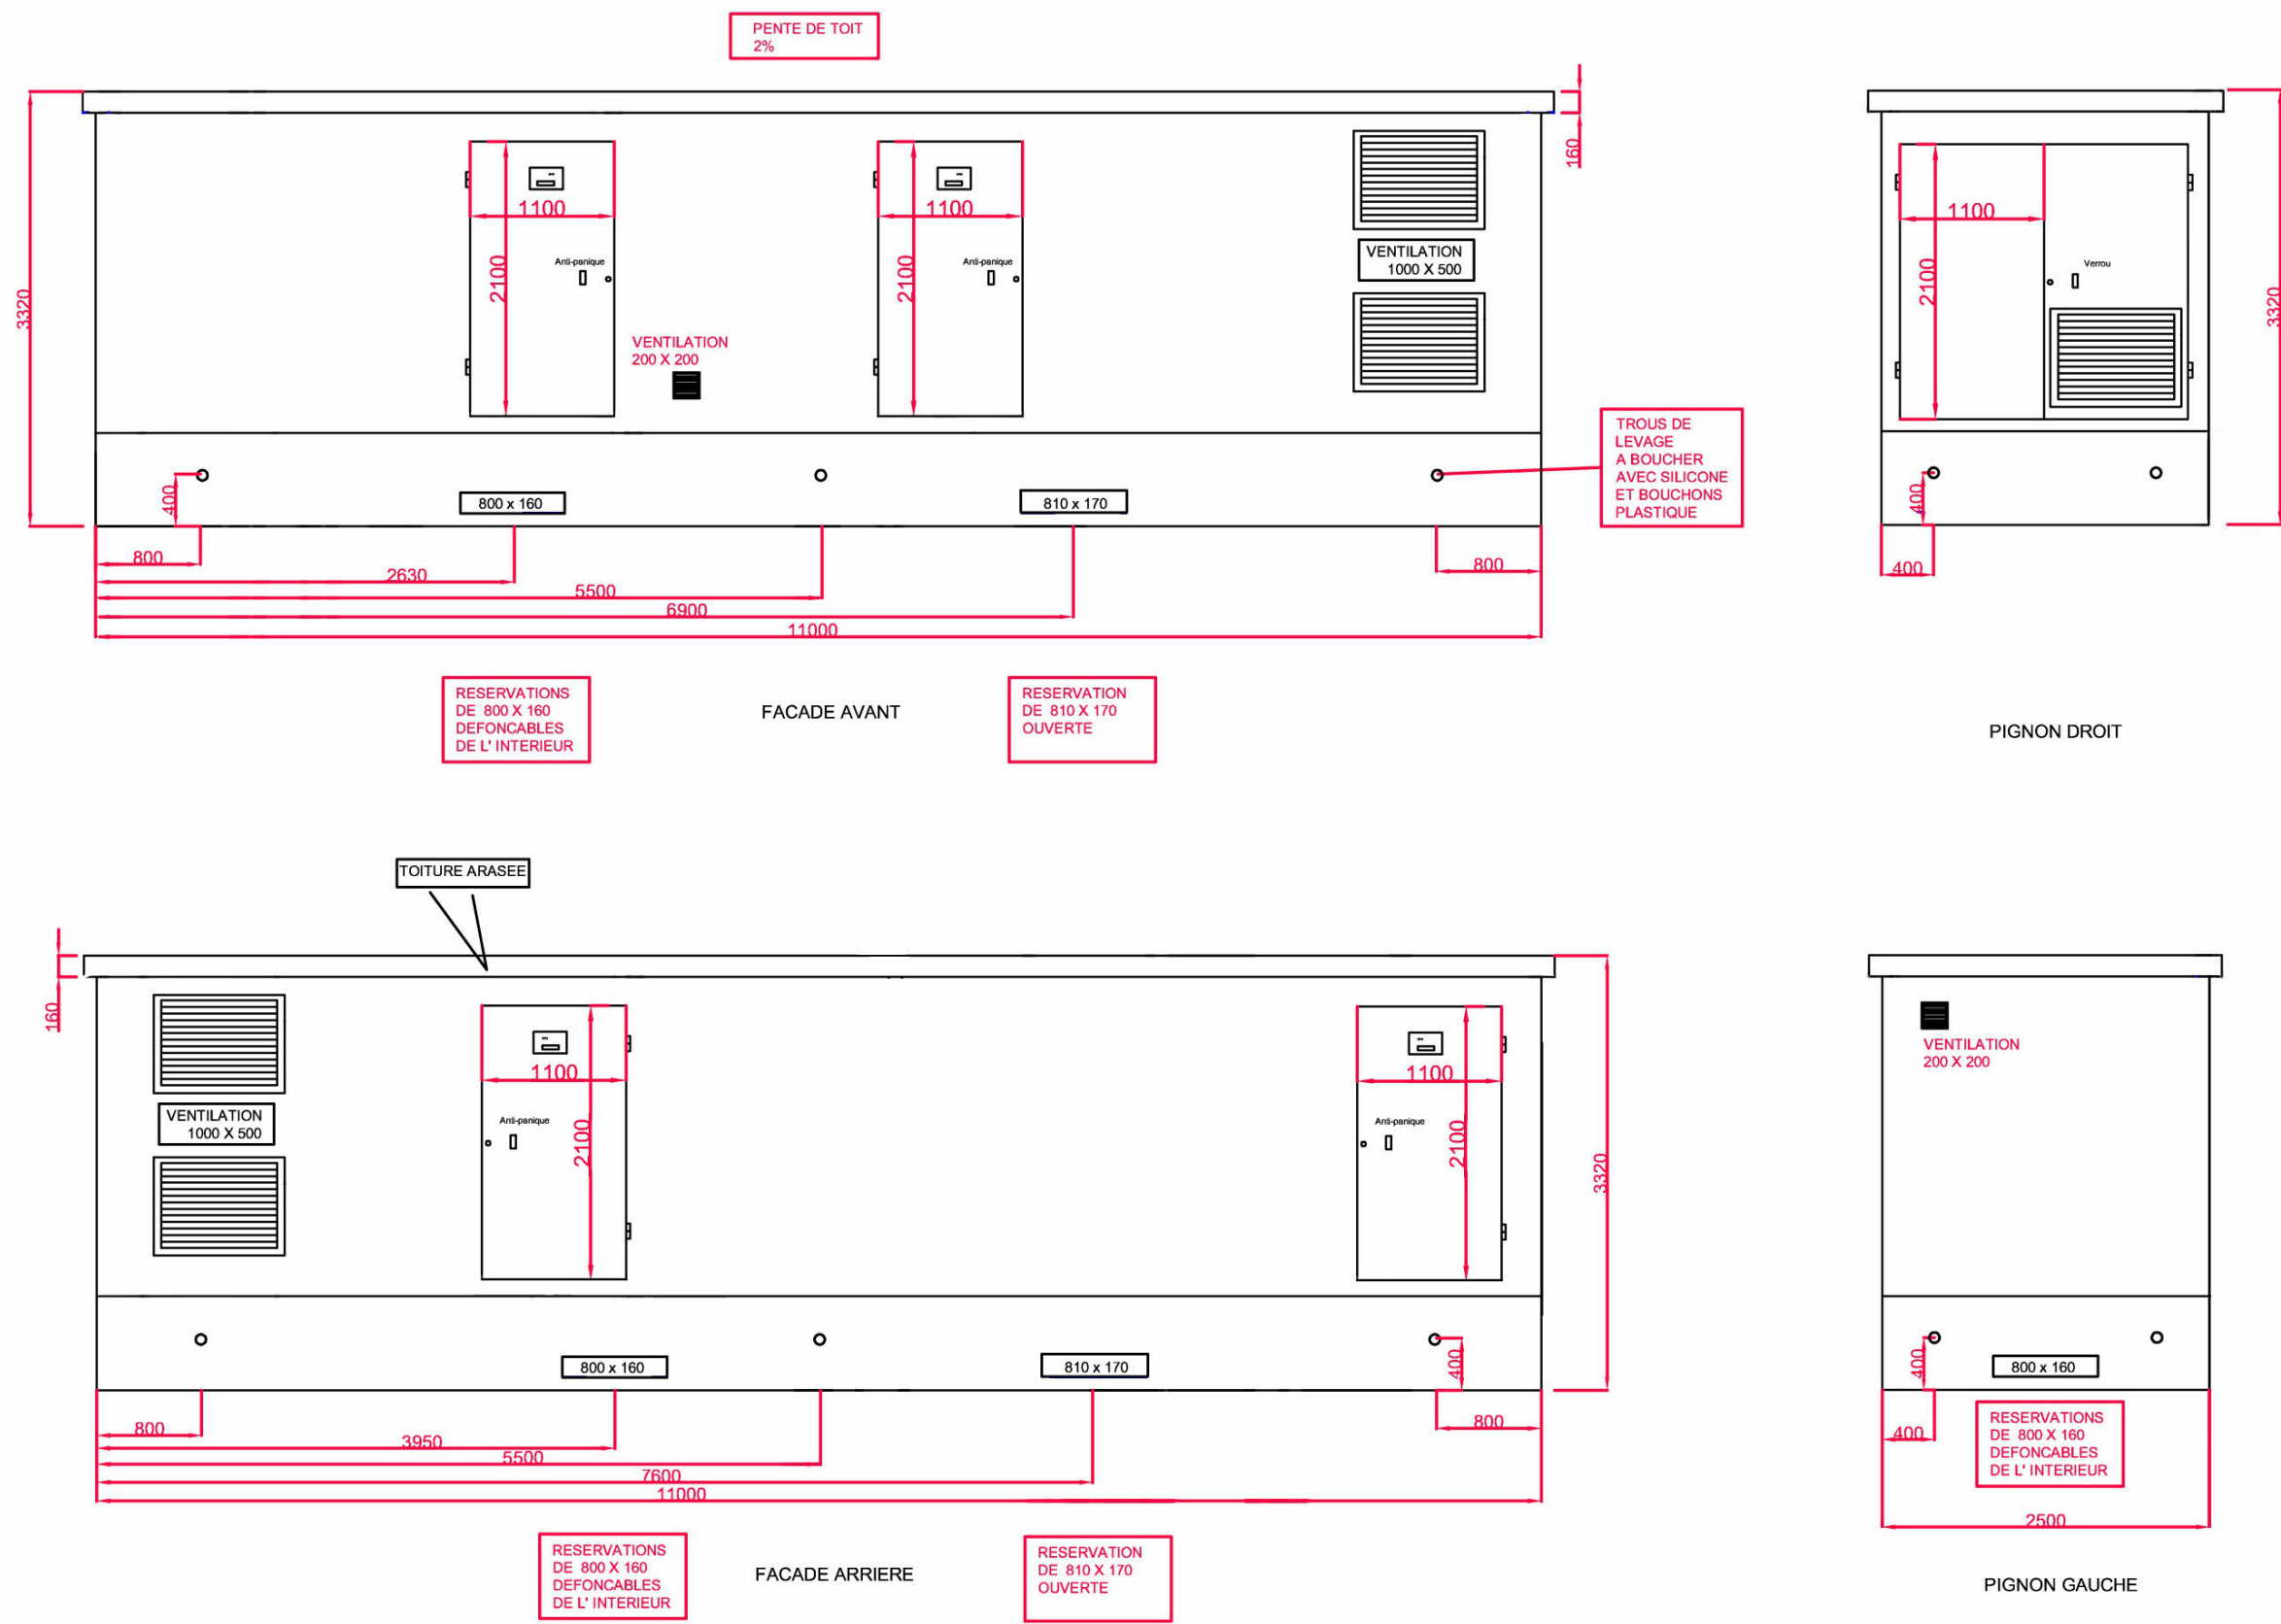 PENTE DE TOIT
2%
3320
160
1100
2100
Anti-panique
VENTILATION
200 X 200
1100
2100
Anti-panique
VENTILATION
1000 X 500
TROUS DE
LEVAGE
A BOUCHER
AVEC SILICONE
ET BOUCHONS
PLASTIQUE
400
800 x 160
810 x 170
800
2630
5500
6900
11000
800
RESERVATIONS
DE 800 X 160
DEFONCABLES
DE L' INTERIEUR
FACADE AVANT
RESERVATION
DE 810 X 170
OUVERTE
1100
2100
Verrou
3320
400
400
PIGNON DROIT
TOITURE ARASEE
160
VENTILATION
1000 X 500
1100
2100
Anti-panique
1100
2100
Anti-panique
3320
800 x 160
810 x 170
400
800
3950
5500
7600
11000
800
RESERVATIONS
DE 800 X 160
DEFONCABLES
DE L' INTERIEUR
FACADE ARRIERE
RESERVATION
DE 810 X 170
OUVERTE
VENTILATION
200 X 200
400
800 x 160
400
RESERVATIONS
DE 800 X 160
DEFONCABLES
DE L' INTERIEUR
2500
PIGNON GAUCHE